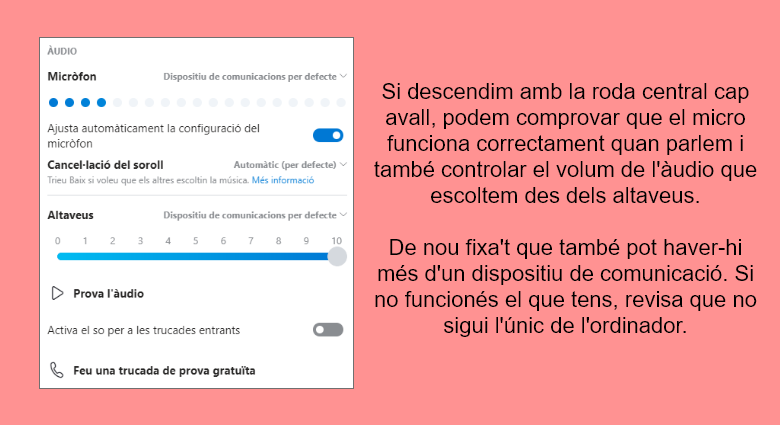 ÀUDIO
Micròfon Dispositiu de comunicacions per defecte
Ajusta automàticament la configuració del
micròfon
Cancel·lació del soroll Automàtic (per defecte)
Trieu Baix si voleu que els altres escoltin la música. Més informació
Altaveus Dispositiu de comunicacions per defecte
0 1 2 3 4 5 6 7 8 9 10
Prova l'àudio
Activa el so per a les trucades entrants
Feu una trucada de prova gratuïta
Si descendim amb la roda central cap
avall, podem comprovar que el micro
funciona correctament quan parlem i
també controlar el volum de l'àudio que
escoltem des dels altaveus.
De nou fixa't que també pot haver-hi
més d'un dispositiu de comunicació. Si
no funcionés el que tens, revisa que no
sigui l'únic de l'ordinador.